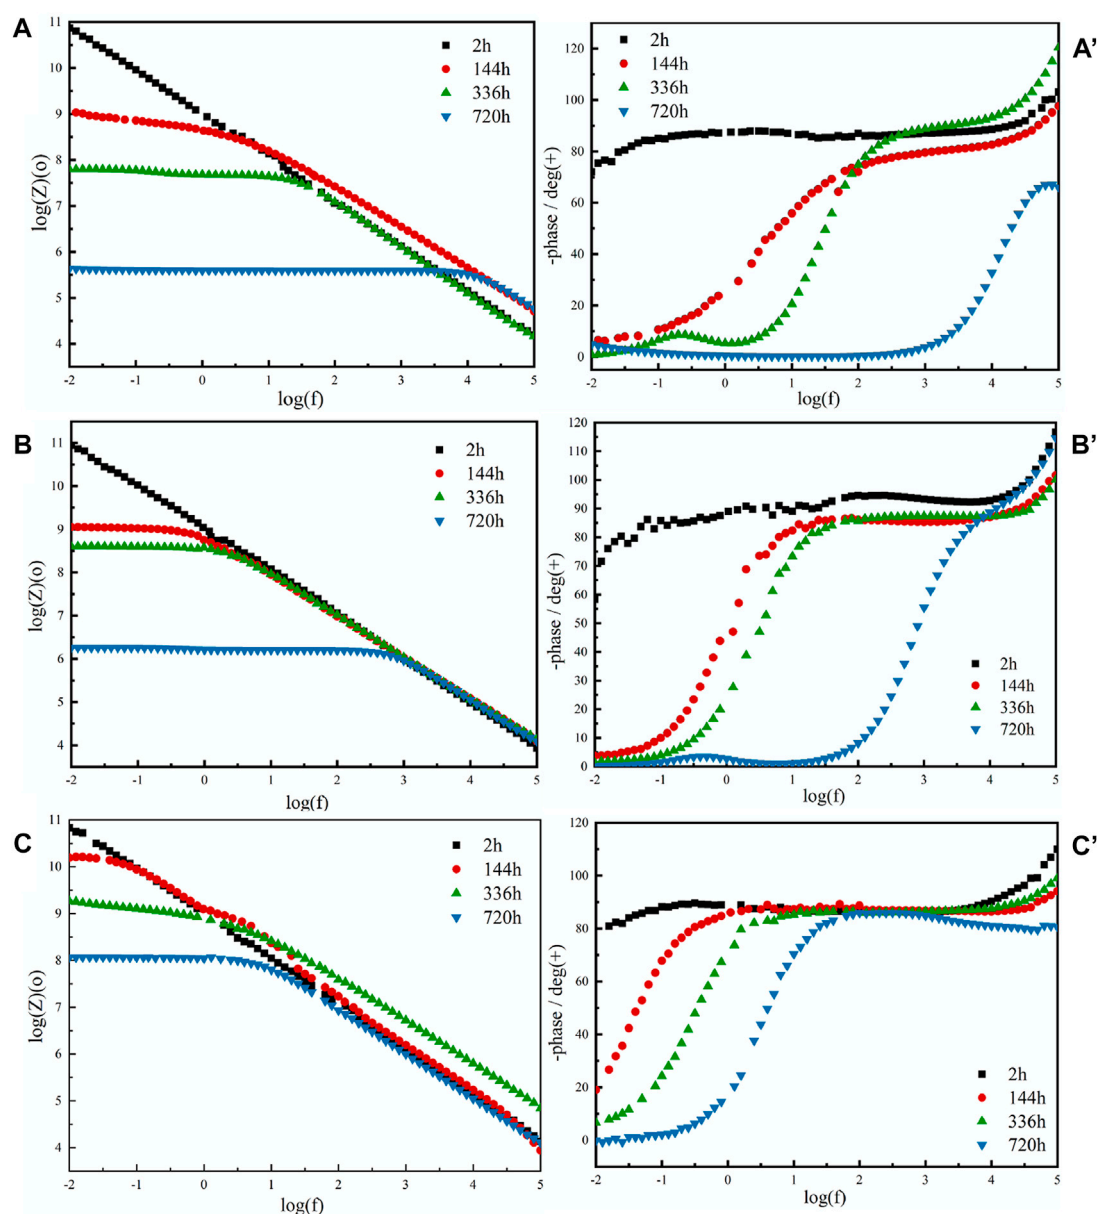 A
11
10
9
8
7
6
5
4
log(Z)(o)
-2 -1 0 1 2 3 4 5
log(f)
2h
144h
336h
720h
A’
120
100
80
60
40
20
0
-phase / deg(+)
-2 -1 0 1 2 3 4 5
log(f)
2h
144h
336h
720h
B
11
10
9
8
7
6
5
4
log(Z)(o)
-2 -1 0 1 2 3 4 5
log(f)
2h
144h
336h
720h
B’
120
110
100
90
80
70
60
50
40
30
20
10
0
-phase / deg(+)
-2 -1 0 1 2 3 4 5
log(f)
2h
144h
336h
720h
C
11
10
9
8
7
6
5
4
log(Z)(o)
-2 -1 0 1 2 3 4 5
log(f)
2h
144h
336h
720h
C’
120
100
80
60
40
20
0
-phase / deg(+)
-2 -1 0 1 2 3 4 5
log(f)
2h
144h
336h
720h